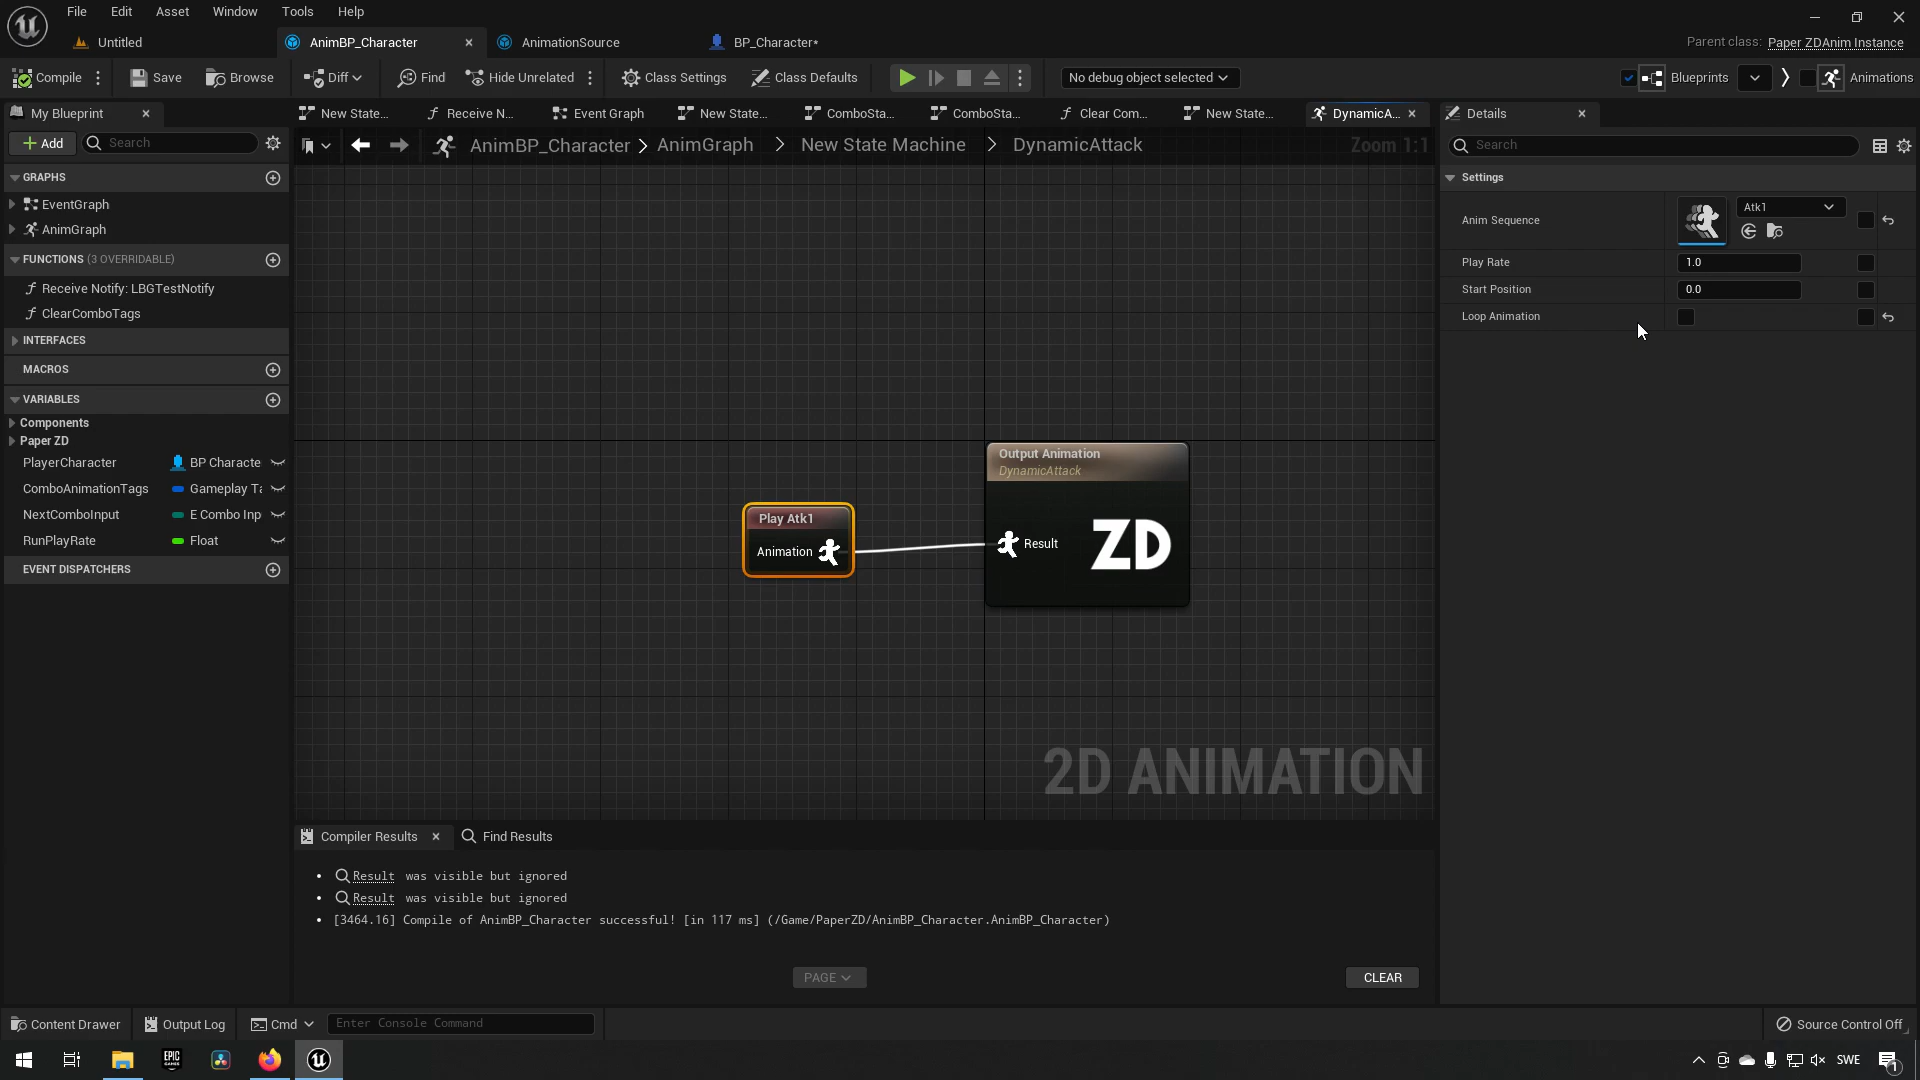 File Edit Asset Window Tools Help
Untitled
AnimBP_Character
AnimationSource
BP_Character*
Parent class: Paper ZDAnim Instance
Compile
Save
Browse
Diff
Find
Hide Unrelated
Class Settings
Class Defaults
No debug object selected
Blueprints
Animations
My Blueprint
New State...
Receive N...
Event Graph
New State...
ComboSta...
ComboSta...
Clear Com...
New State...
DynamicA...
Details
Add
Search
AnimBP_Character > AnimGraph > New State Machine > DynamicAttack
Zoom 1:1
Search
GRAPHS
EventGraph
AnimGraph
FUNCTIONS (3 OVERRIDABLE)
Receive Notify: LBGTestNotify
ClearComboTags
INTERFACES
MACROS
VARIABLES
Components
Paper ZD
PlayerCharacter BP Characte
ComboAnimationTags Gameplay Ta
NextComboInput E Combo Inp
RunPlayRate Float
EVENT DISPATCHERS
Play Atk1
Animation
Output Animation
DynamicAttack
Result
ZD
2D ANIMATION
Settings
Anim Sequence Atk1
Play Rate 1.0
Start Position 0.0
Loop Animation
Compiler Results
Find Results
• Result was visible but ignored
• Result was visible but ignored
• [3464.16] Compile of AnimBP_Character successful! [in 117 ms] (/Game/PaperZD/AnimBP_Character.AnimBP_Character)
PAGE
CLEAR
Content Drawer
Output Log
Cmd
Enter Console Command
Source Control Off
EPIC GAMES
SWE
1